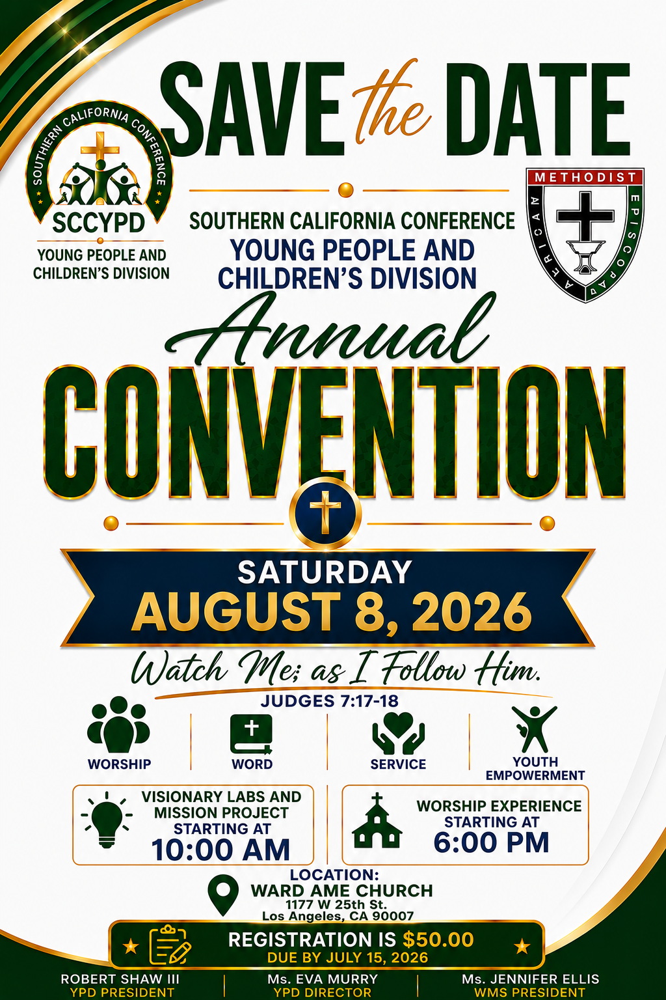 SAVE the DATE
SOUTHERN CALIFORNIA CONFERENCE
SCCYPD
YOUNG PEOPLE AND
CHILDREN'S DIVISION
METHODIST
AFRICAN
EPISCOPAL
SOUTHERN CALIFORNIA CONFERENCE
YOUNG PEOPLE AND
CHILDREN'S DIVISION
Annual
CONVENTION
SATURDAY
AUGUST 8, 2026
Watch Me; as I Follow Him.
JUDGES 7:17-18
WORSHIP
WORD
SERVICE
YOUTH
EMPOWERMENT
VISIONARY LABS AND
MISSION PROJECT
STARTING AT
10:00 AM
WORSHIP EXPERIENCE
STARTING AT
6:00 PM
LOCATION:
WARD AME CHURCH
1177 W 25th St.
Los Angeles, CA 90007
REGISTRATION IS $50.00
DUE BY JULY 15, 2026
ROBERT SHAW III
YPD PRESIDENT
Ms. EVA MURRY
YPD DIRECTOR
Ms. JENNIFER ELLIS
WMS PRESIDENT